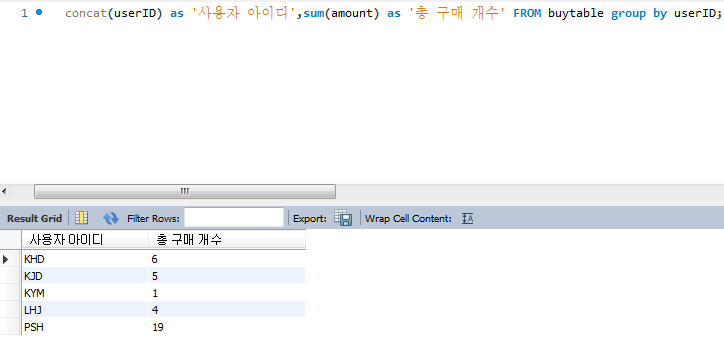 1 concat(userID) as '사용자 아이디',sum(amount) as '총 구매 개수' FROM buytable group by userID;
Result Grid Filter Rows: Export: Wrap Cell Content: IA
사용자 아이디 총 구매 개수
KHD 6
KJD 5
KYM 1
LHJ 4
PSH 19